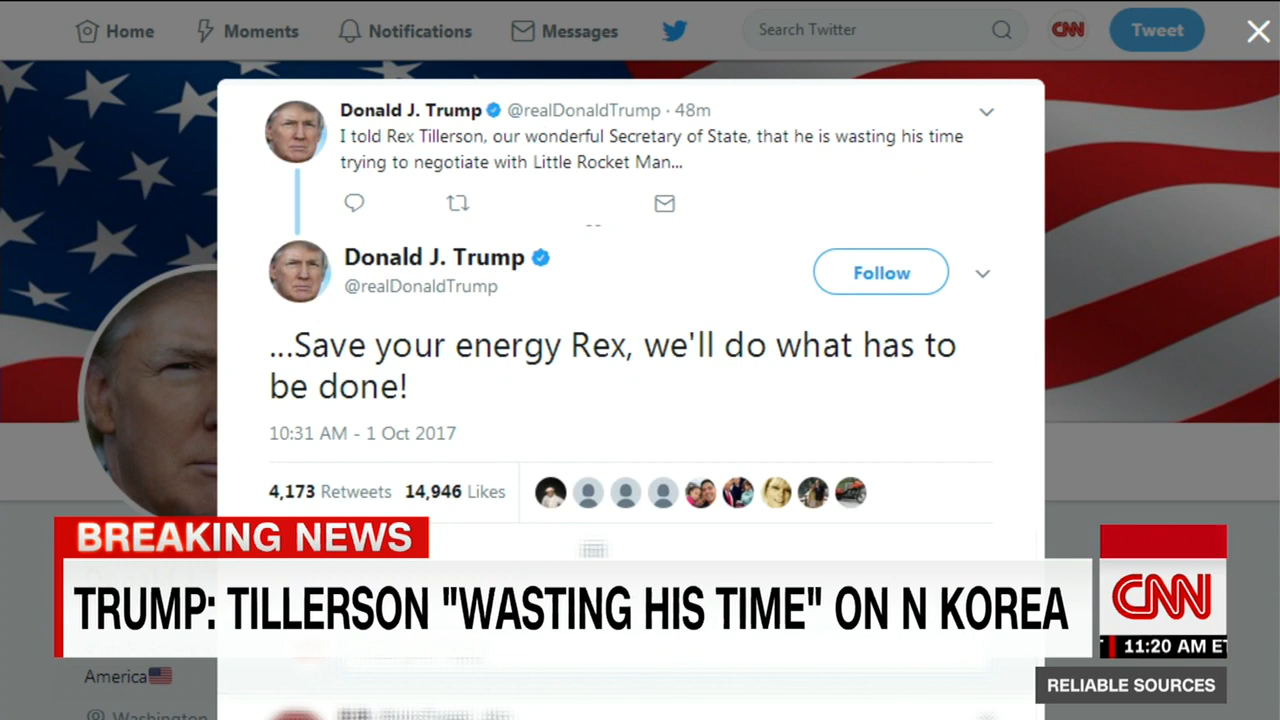 Home Moments Notifications Messages Search Twitter CNN Tweet
Donald J. Trump @realDonaldTrump · 48m
I told Rex Tillerson, our wonderful Secretary of State, that he is wasting his time
trying to negotiate with Little Rocket Man...
Donald J. Trump
@realDonaldTrump
Follow
...Save your energy Rex, we'll do what has to
be done!
10:31 AM - 1 Oct 2017
4,173 Retweets 14,946 Likes
BREAKING NEWS
TRUMP: TILLERSON "WASTING HIS TIME" ON N KOREA
CNN
11:20 AM ET
America
Washington
RELIABLE SOURCES